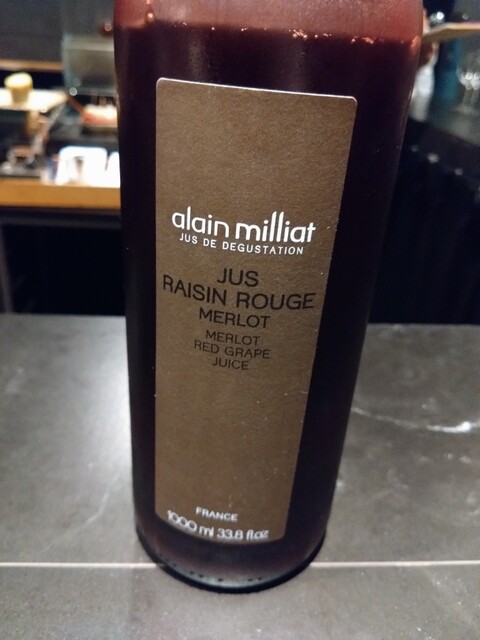 alain milliat
JUS DE DEGUSTATION
JUS
RAISIN ROUGE
MERLOT
MERLOT
RED GRAPE
JUICE
FRANCE
1000 ml 33.8 fl.oz